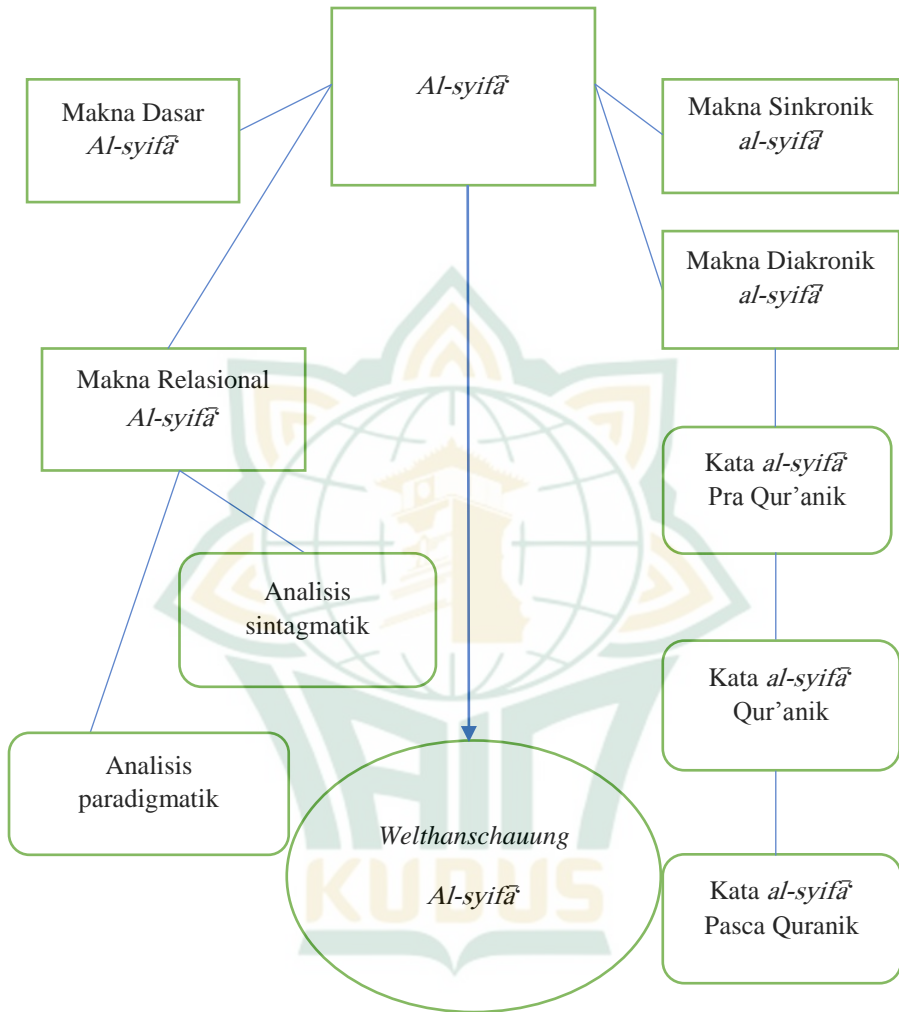 Al-syifā‘
Makna Dasar
Al-syifā‘
Makna Sinkronik
al-syifā‘
Makna Diakronik
al-syifā‘
Makna Relasional
Al-syifā‘
Kata al-syifā‘
Pra Qur’anik
Analisis
sintagmatik
Kata al-syifā‘
Qur’anik
Analisis
paradigmatik
Welthanschauung
Al-syifā‘
Kata al-syifā‘
Pasca Quranik
IAIN
KUDUS